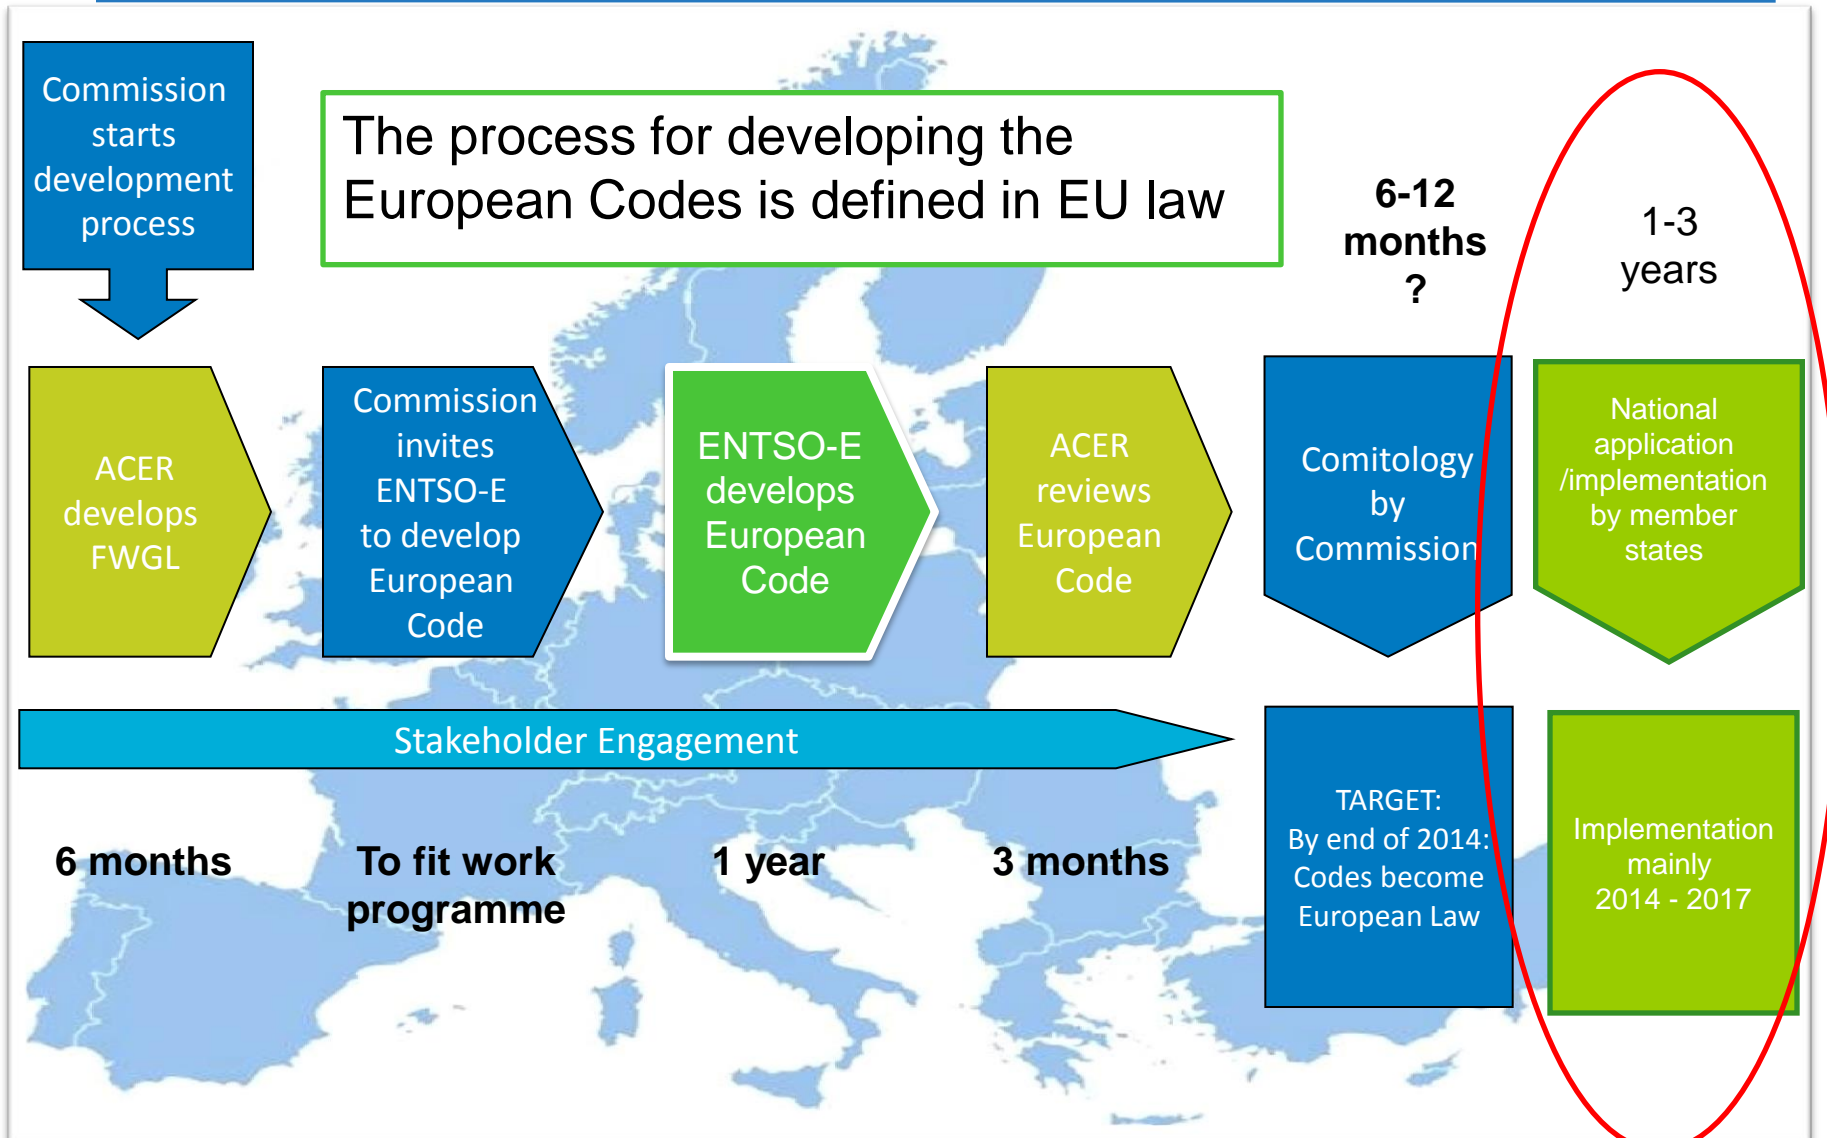 Commission
starts
development
process
The process for developing the
European Codes is defined in EU law
6-12
months
?
1-3
years
ACER
develops
FWGL
Commission
invites
ENTSO-E
to develop
European
Code
ENTSO-E
develops
European
Code
ACER
reviews
European
Code
Comitology
by
Commission
National
application
/implementation
by member
states
Stakeholder Engagement
6 months
To fit work
programme
1 year
3 months
TARGET:
By end of 2014:
Codes become
European Law
Implementation
mainly
2014 - 2017